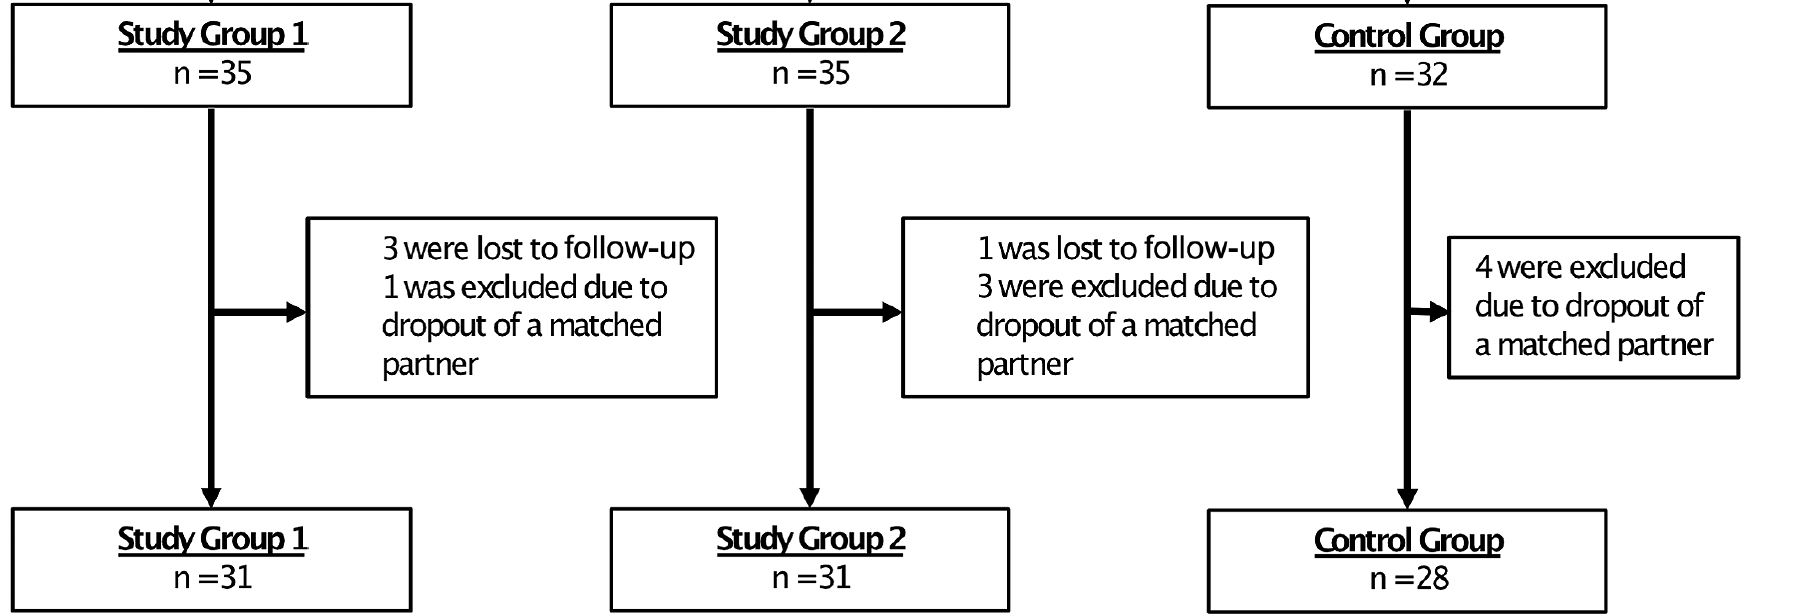 Study Group 1
n =35
Study Group 2
n =35
Control Group
n =32
3 were lost to follow-up
1 was excluded due to
dropout of a matched
partner
1 was lost to follow-up
3 were excluded due to
dropout of a matched
partner
4 were excluded
due to dropout of
a matched partner
Study Group 1
n =31
Study Group 2
n =31
Control Group
n =28